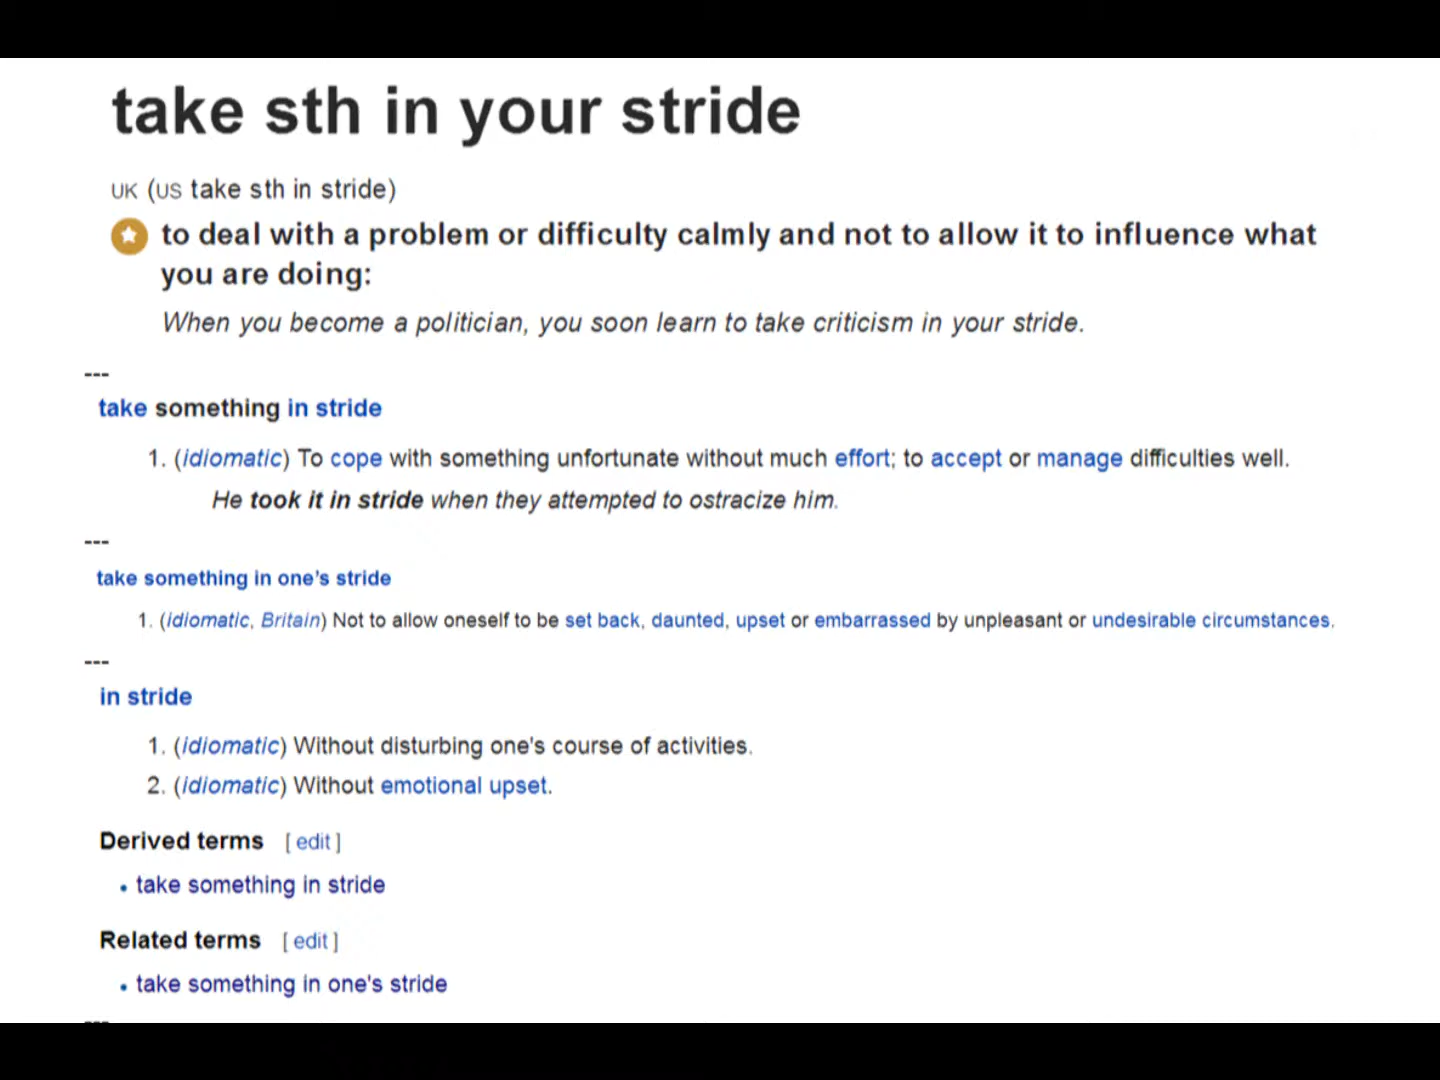 take sth in your stride
UK (US take sth in stride)
to deal with a problem or difficulty calmly and not to allow it to influence what
you are doing:
When you become a politician, you soon learn to take criticism in your stride.
---
take something in stride
1. (idiomatic) To cope with something unfortunate without much effort; to accept or manage difficulties well.
He took it in stride when they attempted to ostracize him.
---
take something in one's stride
1. (idiomatic, Britain) Not to allow oneself to be set back, daunted, upset or embarrassed by unpleasant or undesirable circumstances.
---
in stride
1. (idiomatic) Without disturbing one's course of activities.
2. (idiomatic) Without emotional upset.
Derived terms [ edit ]
• take something in stride
Related terms [ edit ]
• take something in one's stride
---